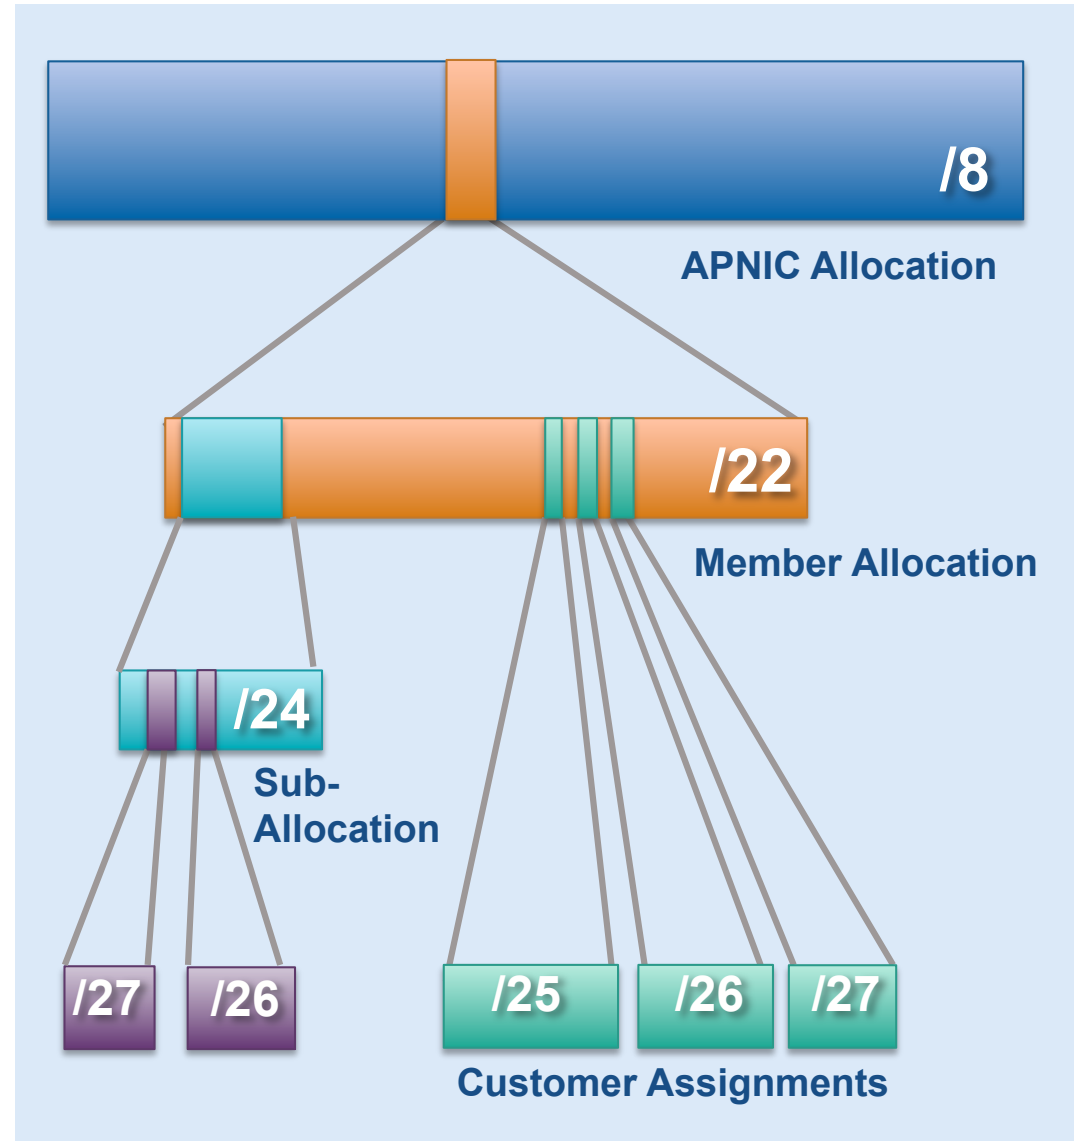 /8
APNIC Allocation
/22
Member Allocation
/24
Sub-
Allocation
/27
/26
/25
/26
/27
Customer Assignments